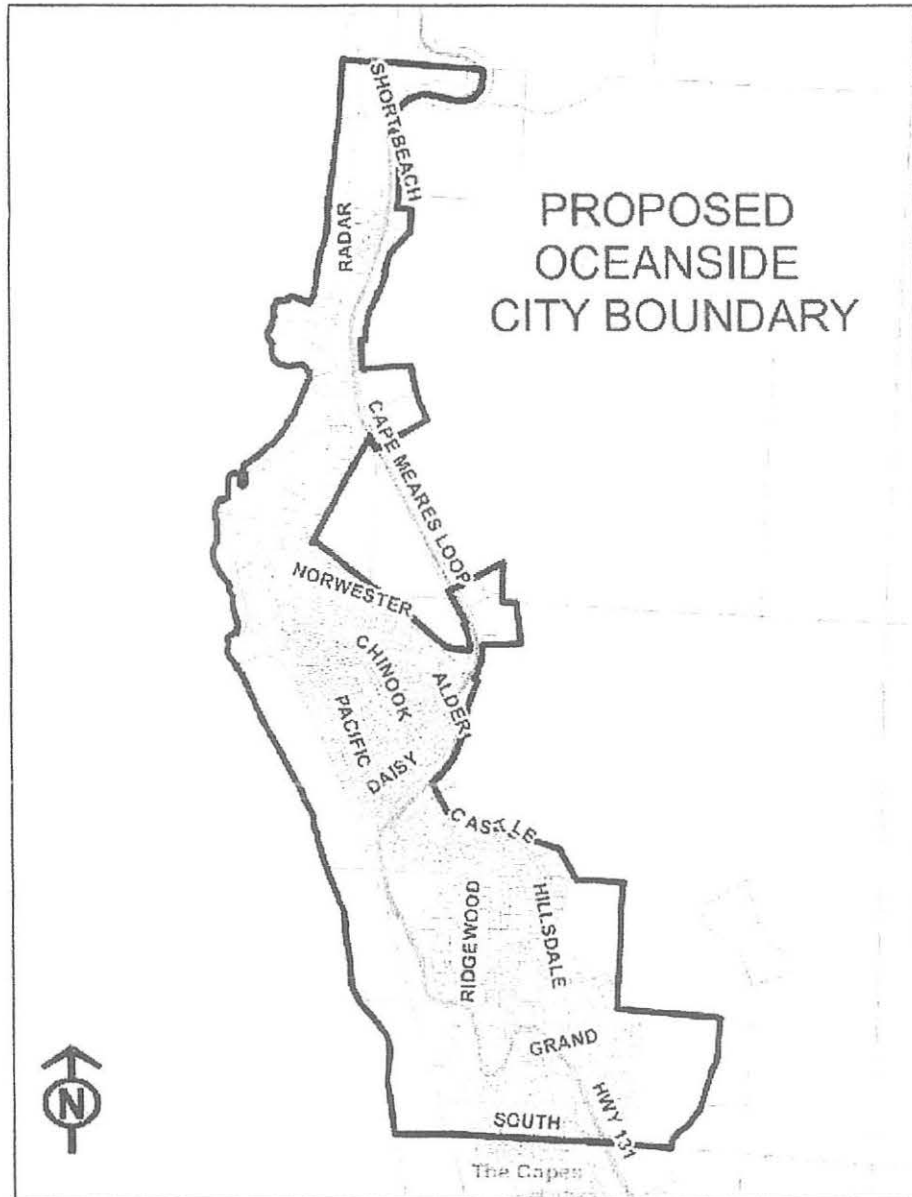 SHORT BEACH
PROPOSED
OCEANSIDE
CITY BOUNDARY
RADAR
CAPE MEARES LOOP
NORWESTER
CHINOOK
ALDER
PACIFIC
DAISY
CASTLE
RIDGEWOOD
HILLSDALE
GRAND
N
HWY 131
SOUTH
The Capes